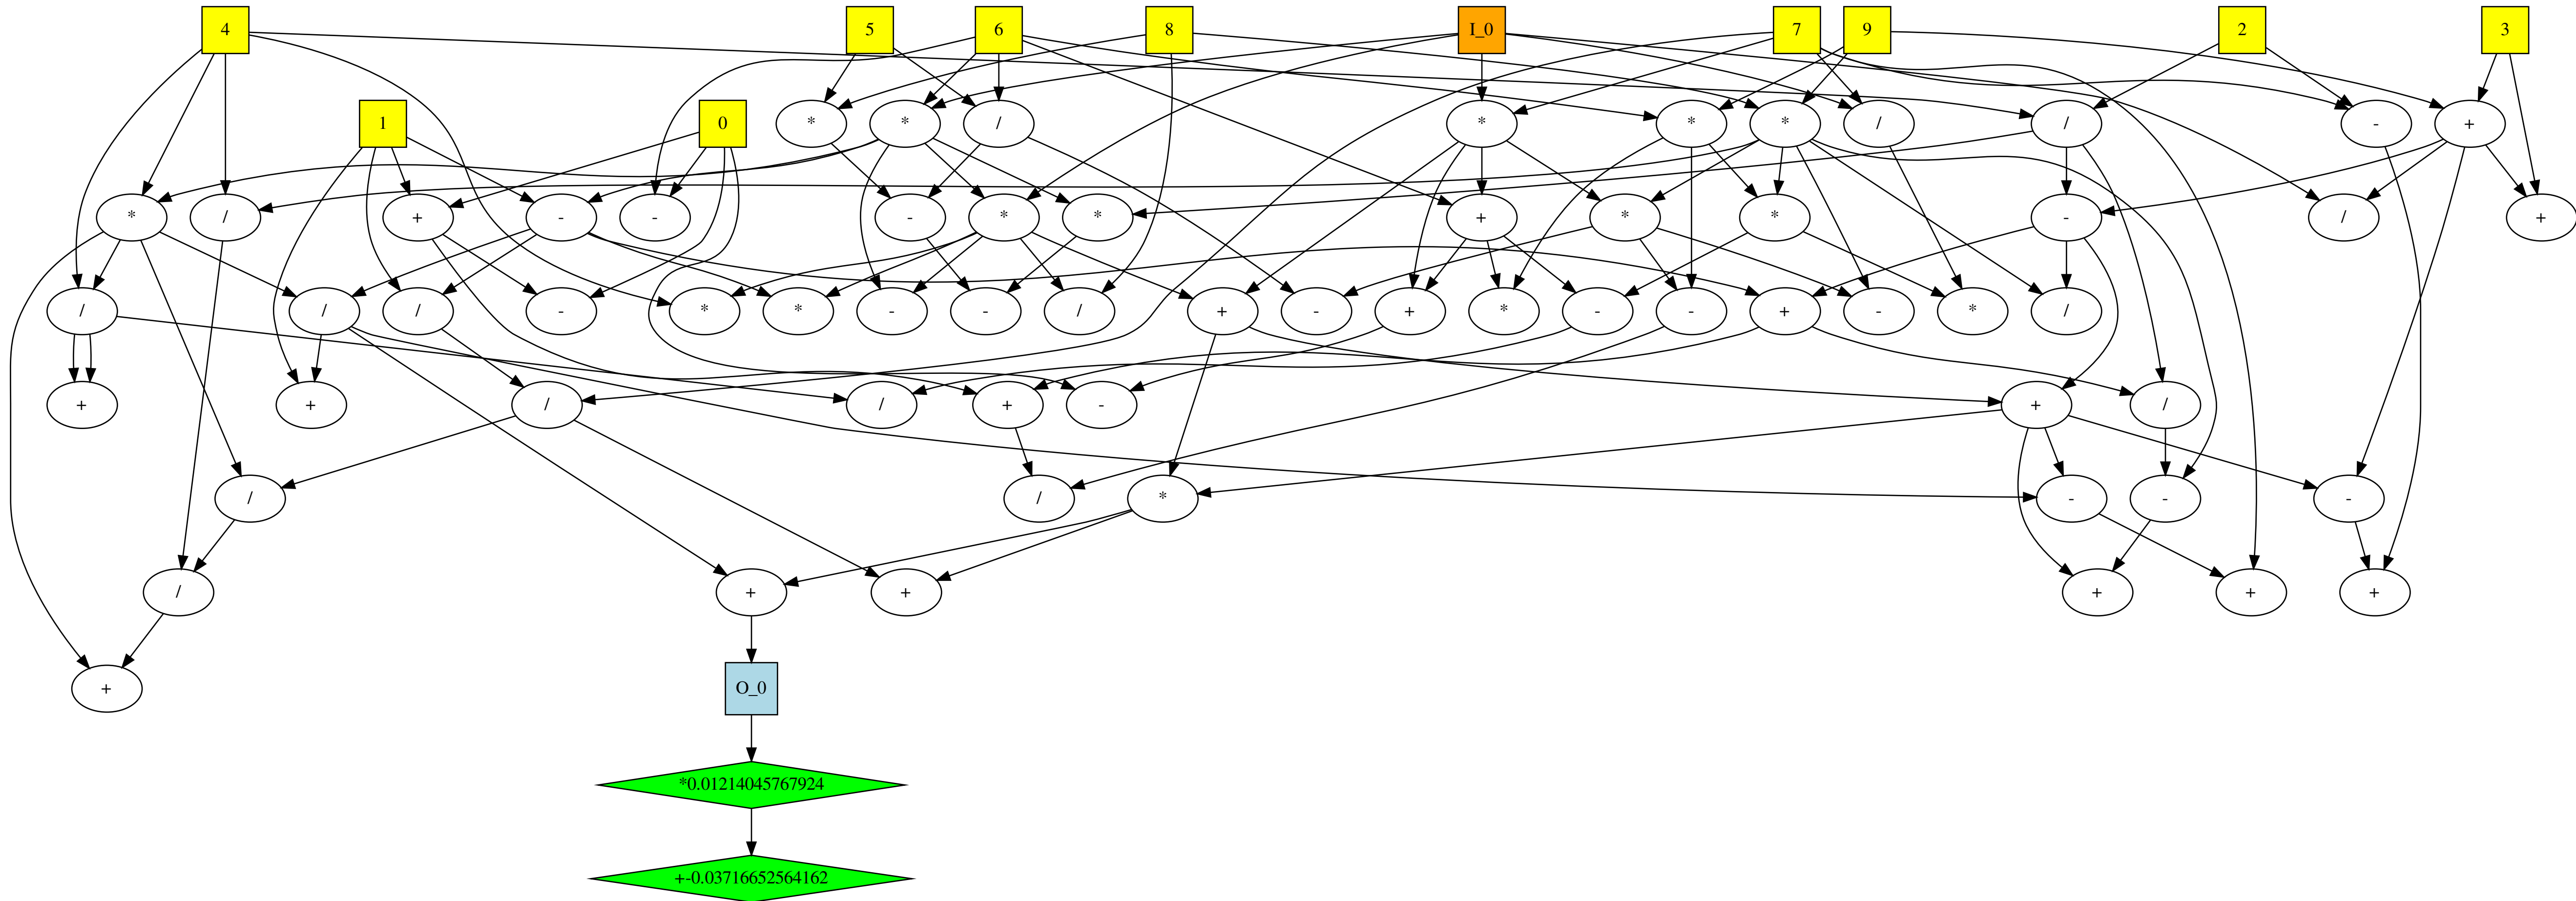 4 5 6 8 I_0 7 9 2 3
1 0 * * / * * * / / - +
* / + - - - * * + * * - / +
/ / / - * * - - / + - + * - - + - * /
+ + / / + - + /
/ / * - - -
/ + + + + +
+ O_0
*0.01214045767924
+-0.03716652564162